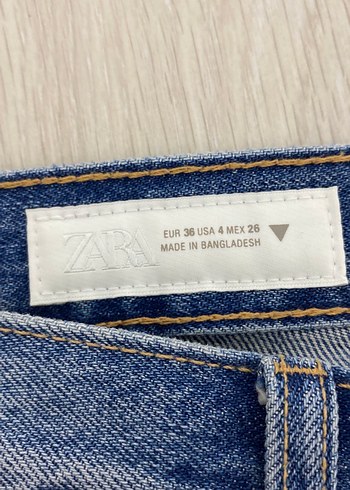 ZARA
EUR 36 USA 4 MEX 26
MADE IN BANGLADESH